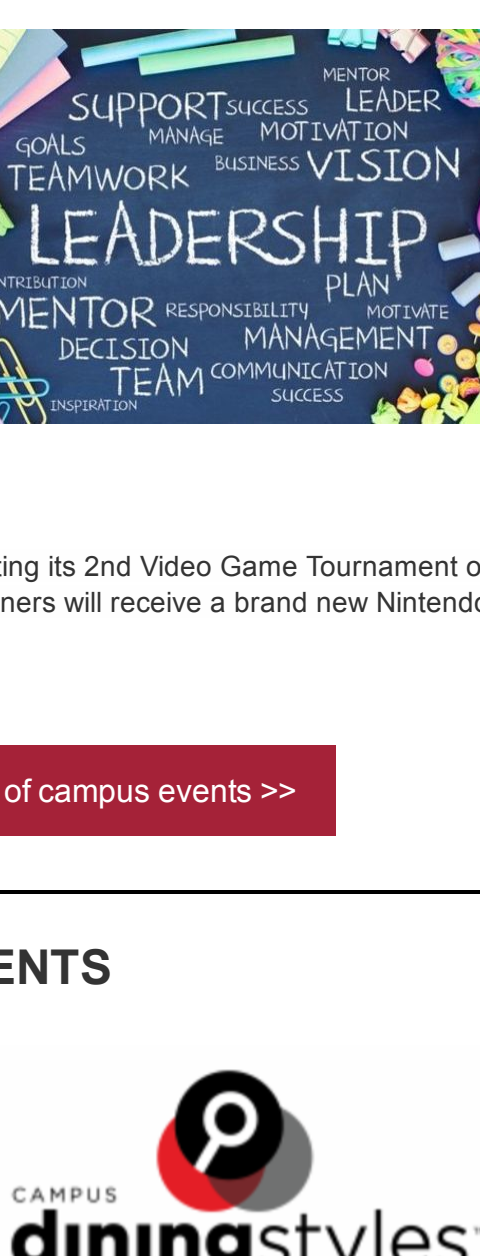 MENTOR
SUPPORT SUCCESS LEADER
GOALS MANAGE MOTIVATION
TEAMWORK BUSINESS VISION
LEADERSHIP
NTRIBUTION PLAN
MENTOR RESPONSIBILITY MOTIVATE
DECISION MANAGEMENT
TEAM COMMUNICATION
INSPIRATION SUCCESS
ting its 2nd Video Game Tournament o
ners will receive a brand new Nintendo
of campus events >>
ENTS
CAMPUS
diningstyles